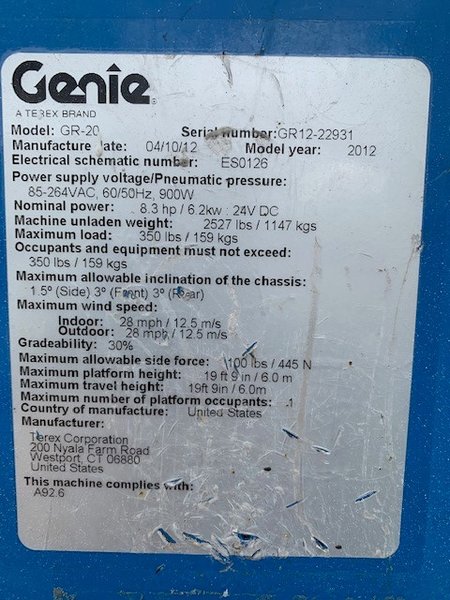 Genie
A TEREX BRAND
Model: GR-20 Serial number: GR12-22931
Manufacture date: 04/10/12 Model year: 2012
Electrical schematic number: ES0126
Power supply voltage/Pneumatic pressure:
85-264VAC, 60/50Hz, 900W
Nominal power: 8.3 hp / 6.2kw : 24V DC
Machine unladen weight: 2527 lbs / 1147 kgs
Maximum load: 350 lbs / 159 kgs
Occupants and equipment must not exceed:
350 lbs / 159 kgs
Maximum allowable inclination of the chassis:
1.5º (Side) 3º (Front) 3º (Rear)
Maximum wind speed:
Indoor: 28 mph / 12.5 m/s
Outdoor: 28 mph / 12.5 m/s
Gradeability: 30%
Maximum allowable side force: 100 lbs / 445 N
Maximum platform height: 19 ft 9 in / 6.0 m
Maximum travel height: 19ft 9in / 6.0m
Maximum number of platform occupants: 1
Country of manufacture: United States
Manufacturer:
Terex Corporation
200 Nyala Farm Road
Westport, CT 06880
United States
This machine complies with:
A92.6